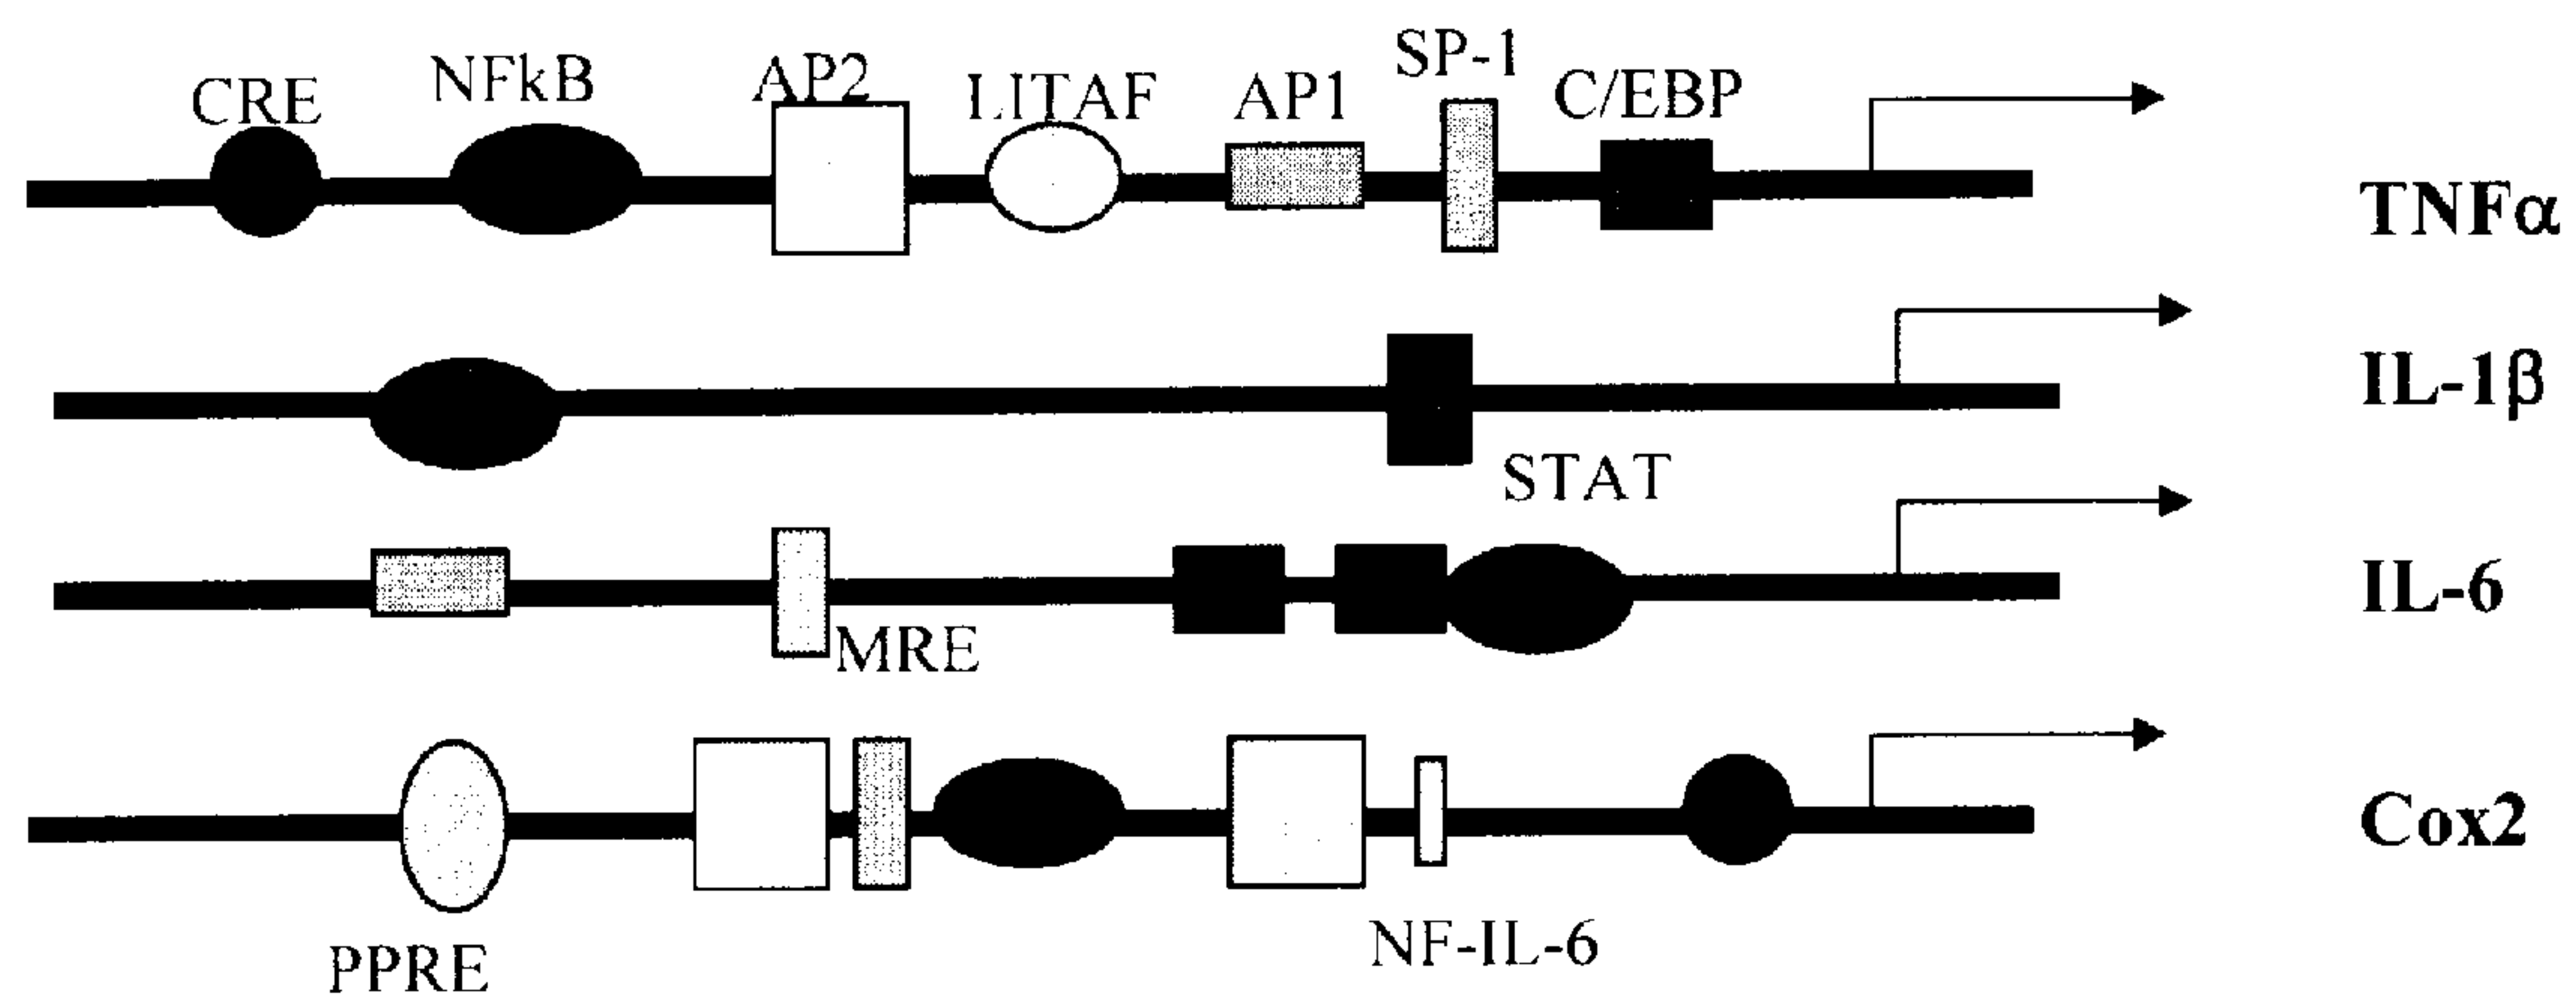 CRE NFkB AP2 LITAF AP1 SP-1 C/EBP
TNFα
IL-1β
STAT
IL-6
MRE
Cox2
NF-IL-6
PPRE